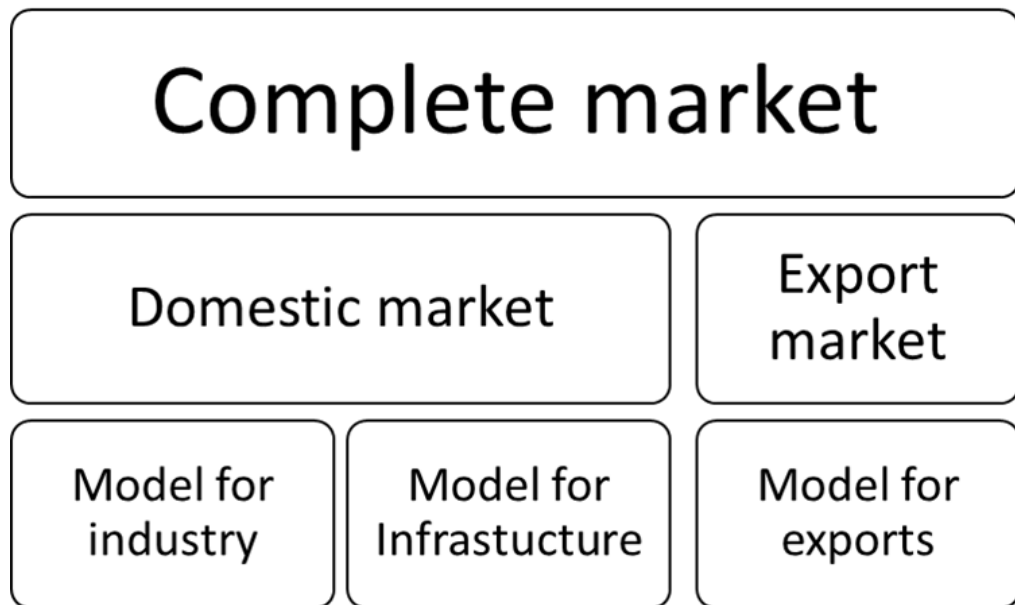 Complete market
Domestic market
Export
market
Model for
industry
Model for
Infrastucture
Model for
exports